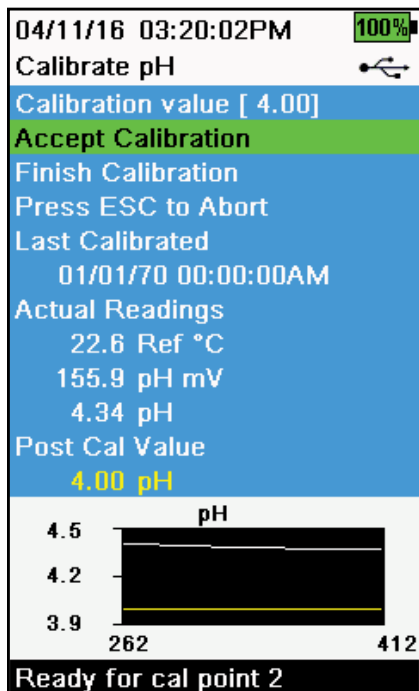 04/11/16 03:20:02PM 100%
Calibrate pH
Calibration value [ 4.00]
Accept Calibration
Finish Calibration
Press ESC to Abort
Last Calibrated
01/01/70 00:00:00AM
Actual Readings
22.6 Ref °C
155.9 pH mV
4.34 pH
Post Cal Value
4.00 pH
pH
4.5
4.2
3.9
262 412
Ready for cal point 2